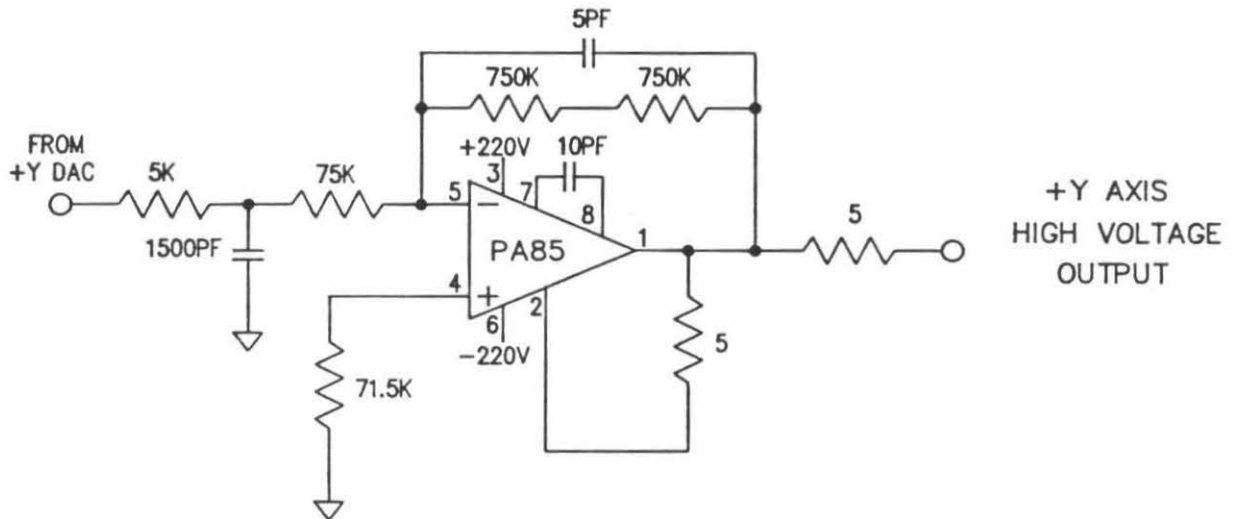 5PF
750K 750K
FROM
+Y DAC
5K
75K
1500PF
+220V
10PF
3
7
8
5
−
PA85
1
4
+
6
2
−220V
71.5K
5
5
+Y AXIS
HIGH VOLTAGE
OUTPUT